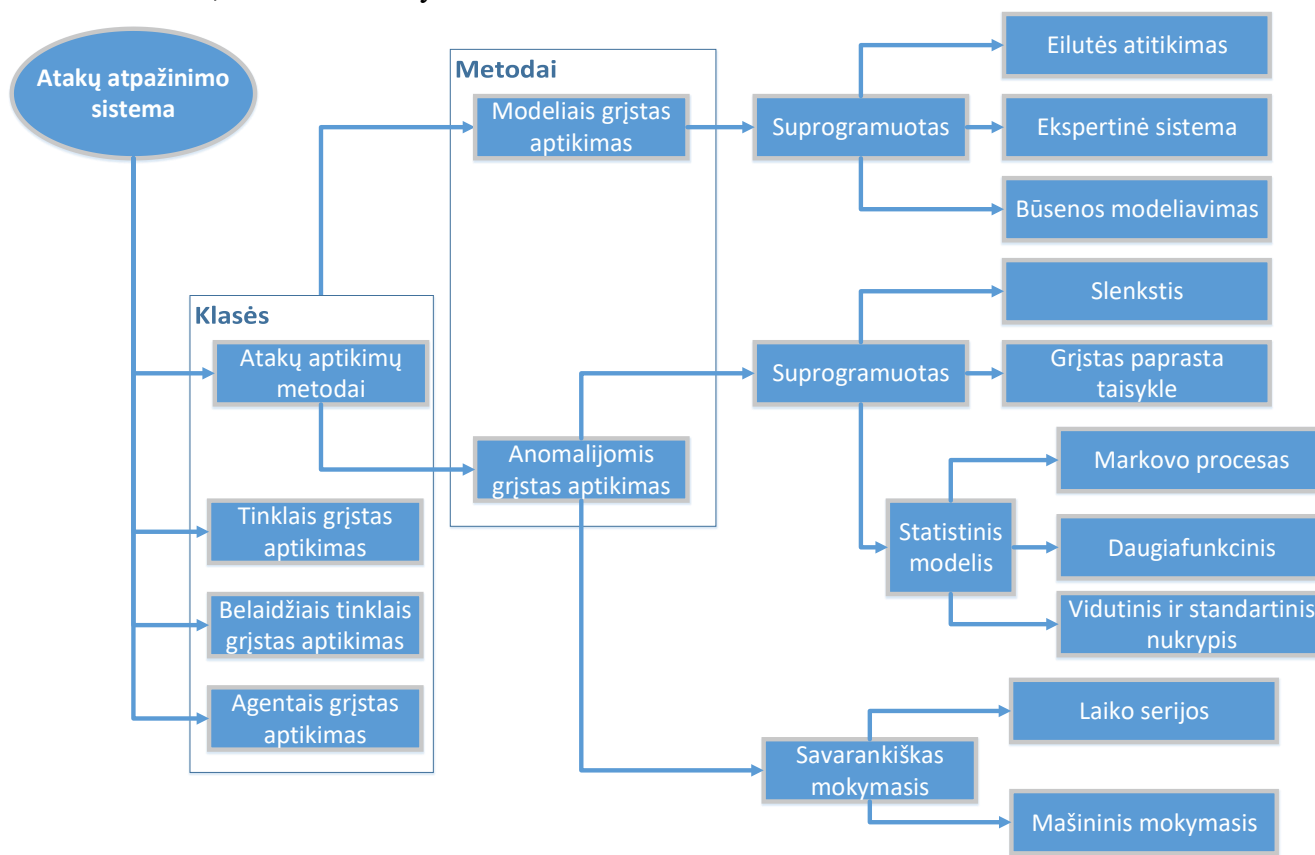 Atakų atpažinimo
sistema
Klasės
Atakų aptikimų
metodai
Tinklais grįstas
aptikimas
Belaidžiais tinklais
grįstas aptikimas
Agentais grįstas
aptikimas
Metodai
Modeliais grįstas
aptikimas
Anomalijomis
grįstas aptikimas
Suprogramuotas
Eilutės atitikimas
Ekspertinė sistema
Būsenos modeliavimas
Suprogramuotas
Slenkstis
Grįstas paprasta
taisykle
Statistinis
modelis
Markovo procesas
Daugiafunkcinis
Vidutinis ir standartinis
nukrypis
Savarankiškas
mokymasis
Laiko serijos
Mašininis mokymasis